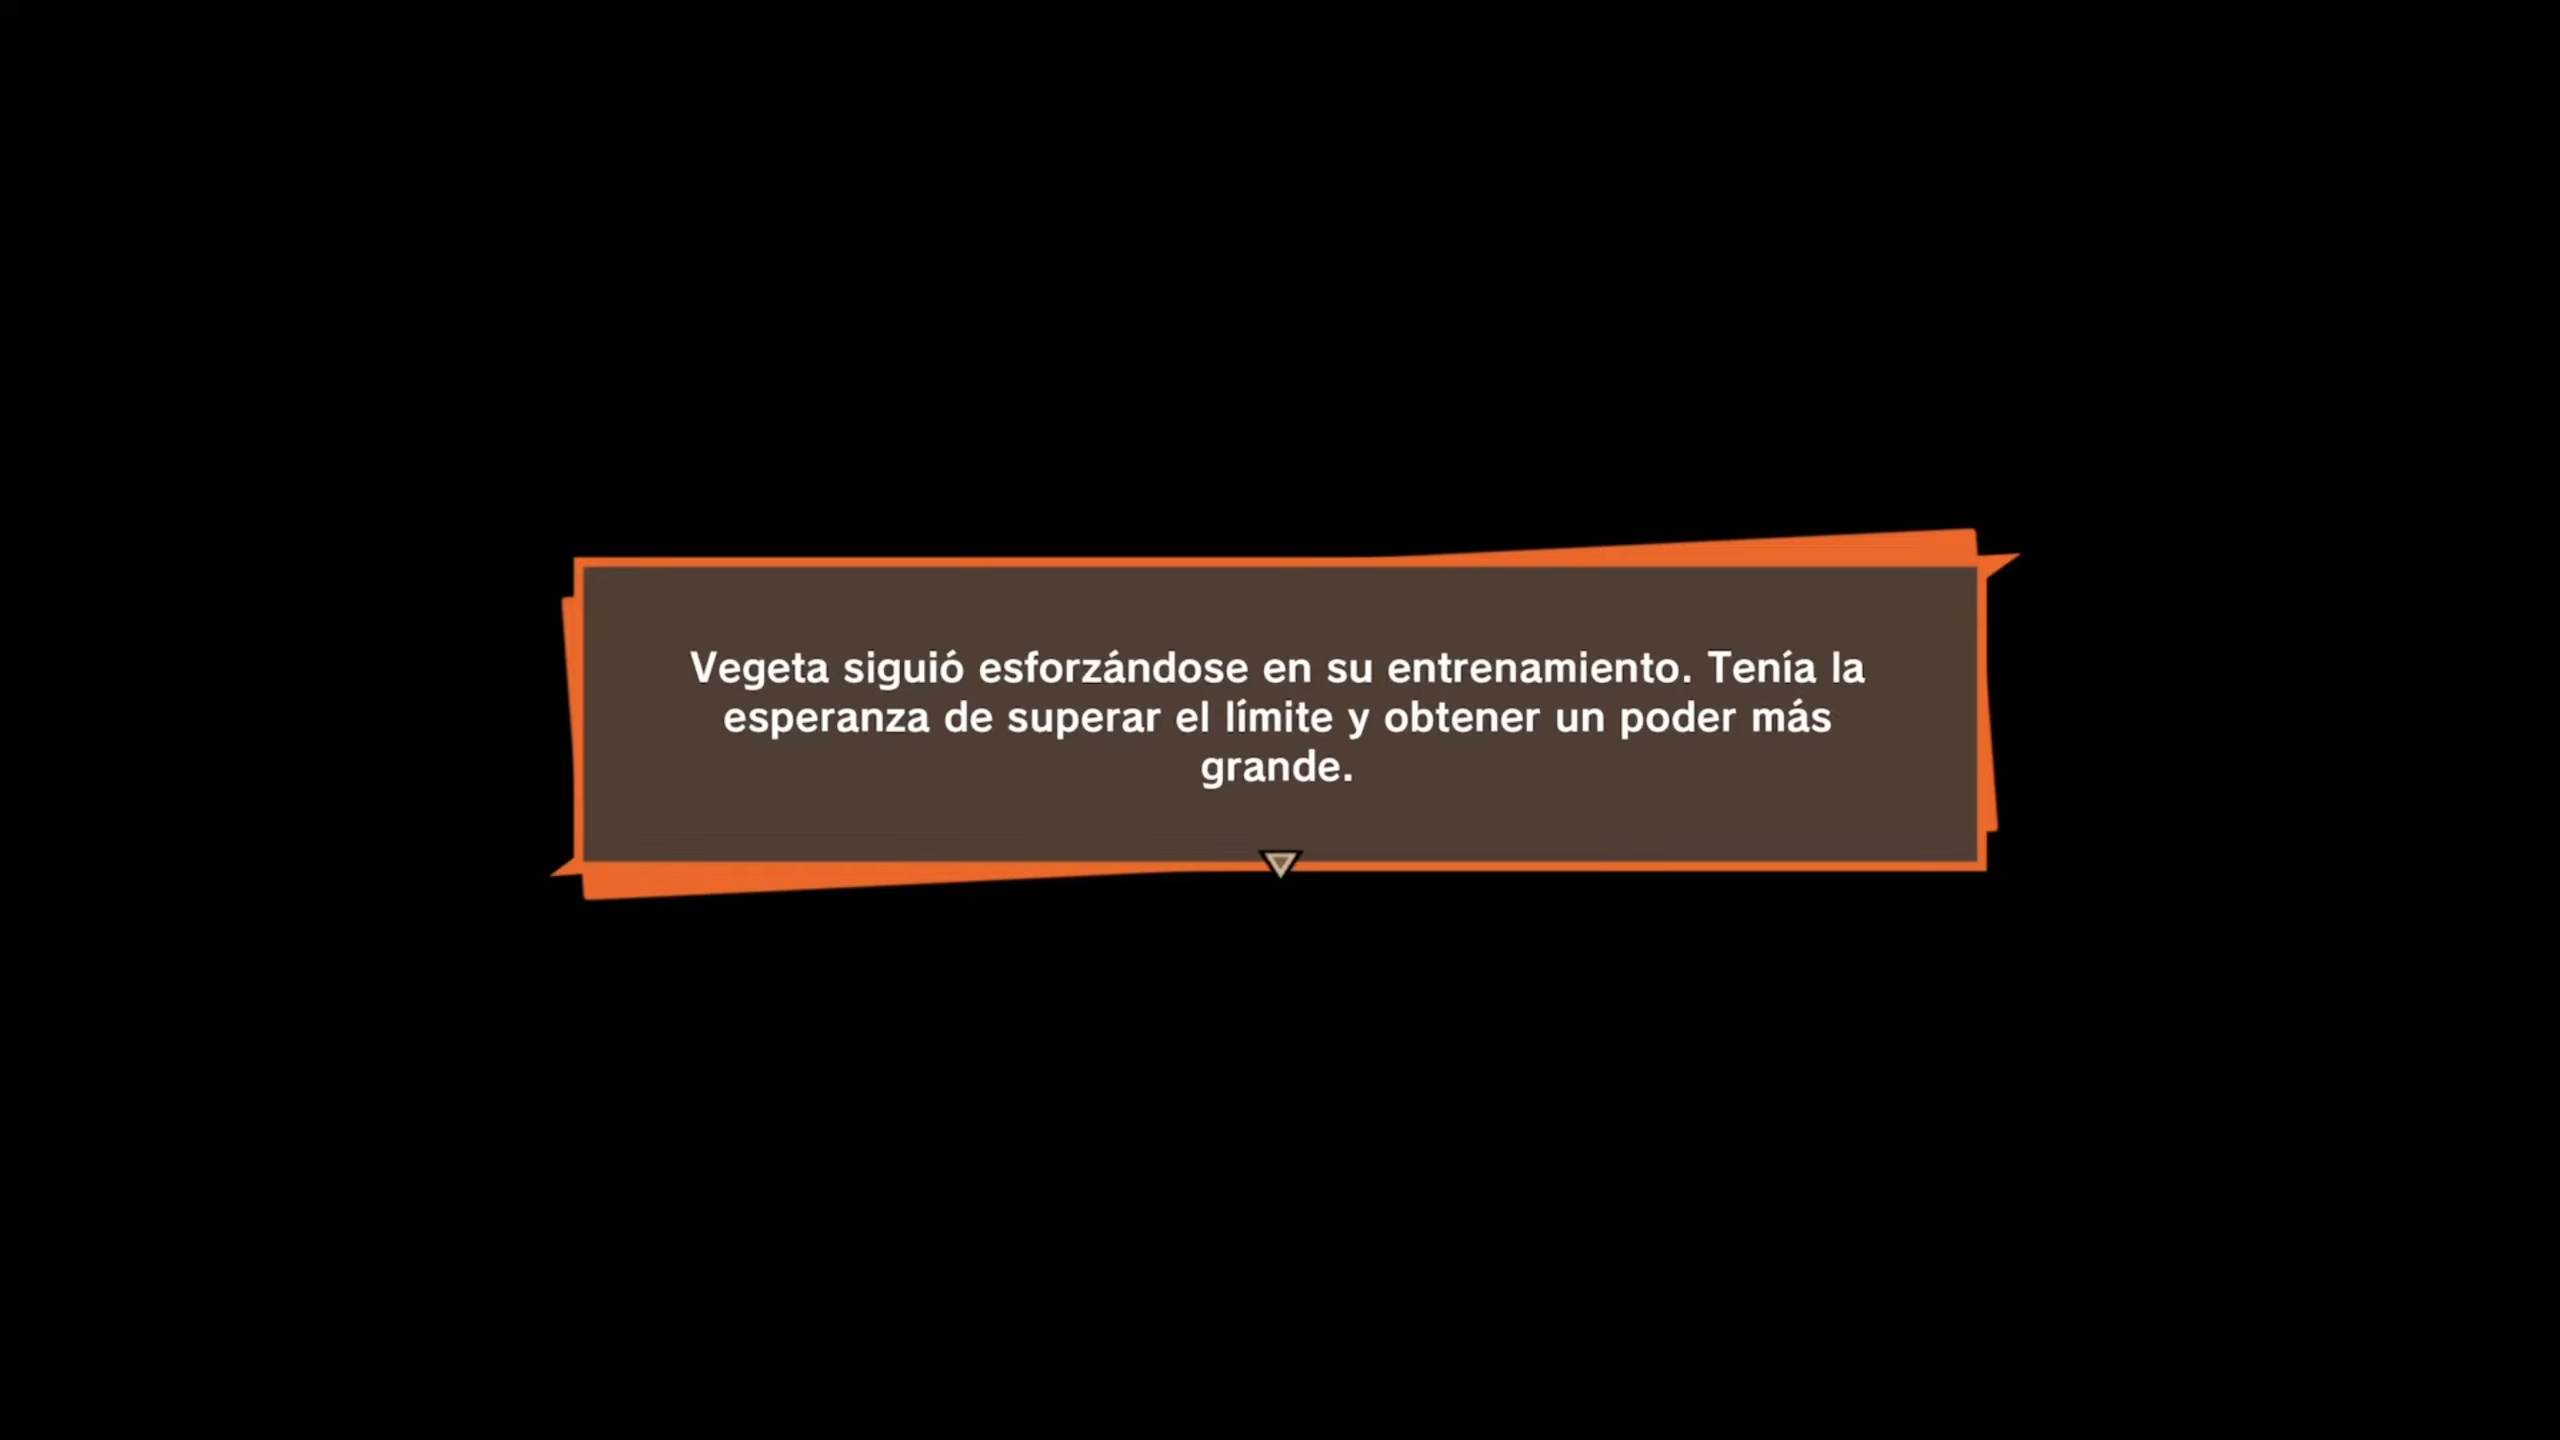 Vegeta siguió esforzándose en su entrenamiento. Tenía la
esperanza de superar el límite y obtener un poder más
grande.